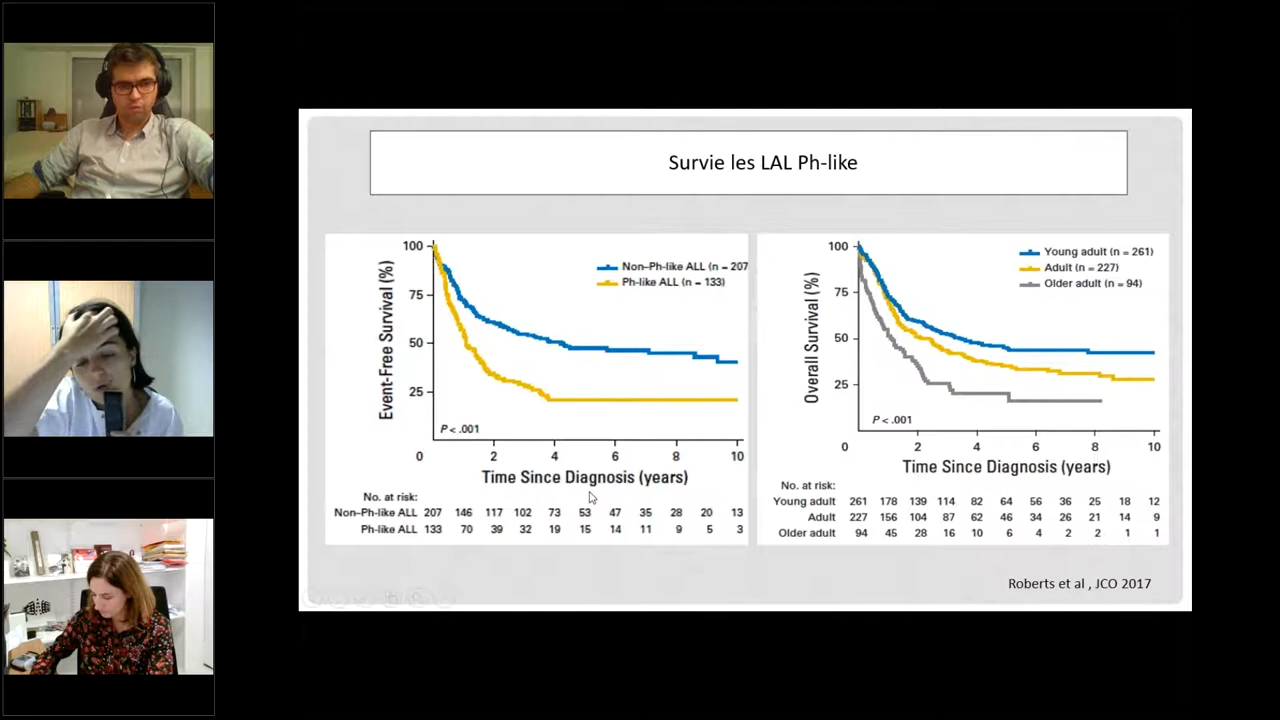 Survie les LAL Ph-like
Event-Free Survival (%)
100
75
50
25
Non–Ph-like ALL (n = 207
Ph-like ALL (n = 133)
P < .001
0 2 4 6 8 10
Time Since Diagnosis (years)
No. at risk:
Non–Ph-like ALL 207 146 117 102 73 53 47 35 28 20 13
Ph-like ALL 133 70 39 32 19 15 14 11 9 5 3
Overall Survival (%)
100
75
50
25
Young adult (n = 261)
Adult (n = 227)
Older adult (n = 94)
P < .001
0 2 4 6 8 10
Time Since Diagnosis (years)
No. at risk:
Young adult 261 178 139 114 82 64 56 36 25 18 12
Adult 227 156 104 87 62 46 34 26 21 14 9
Older adult 94 45 28 16 10 6 4 2 2 1 1
Roberts et al , JCO 2017